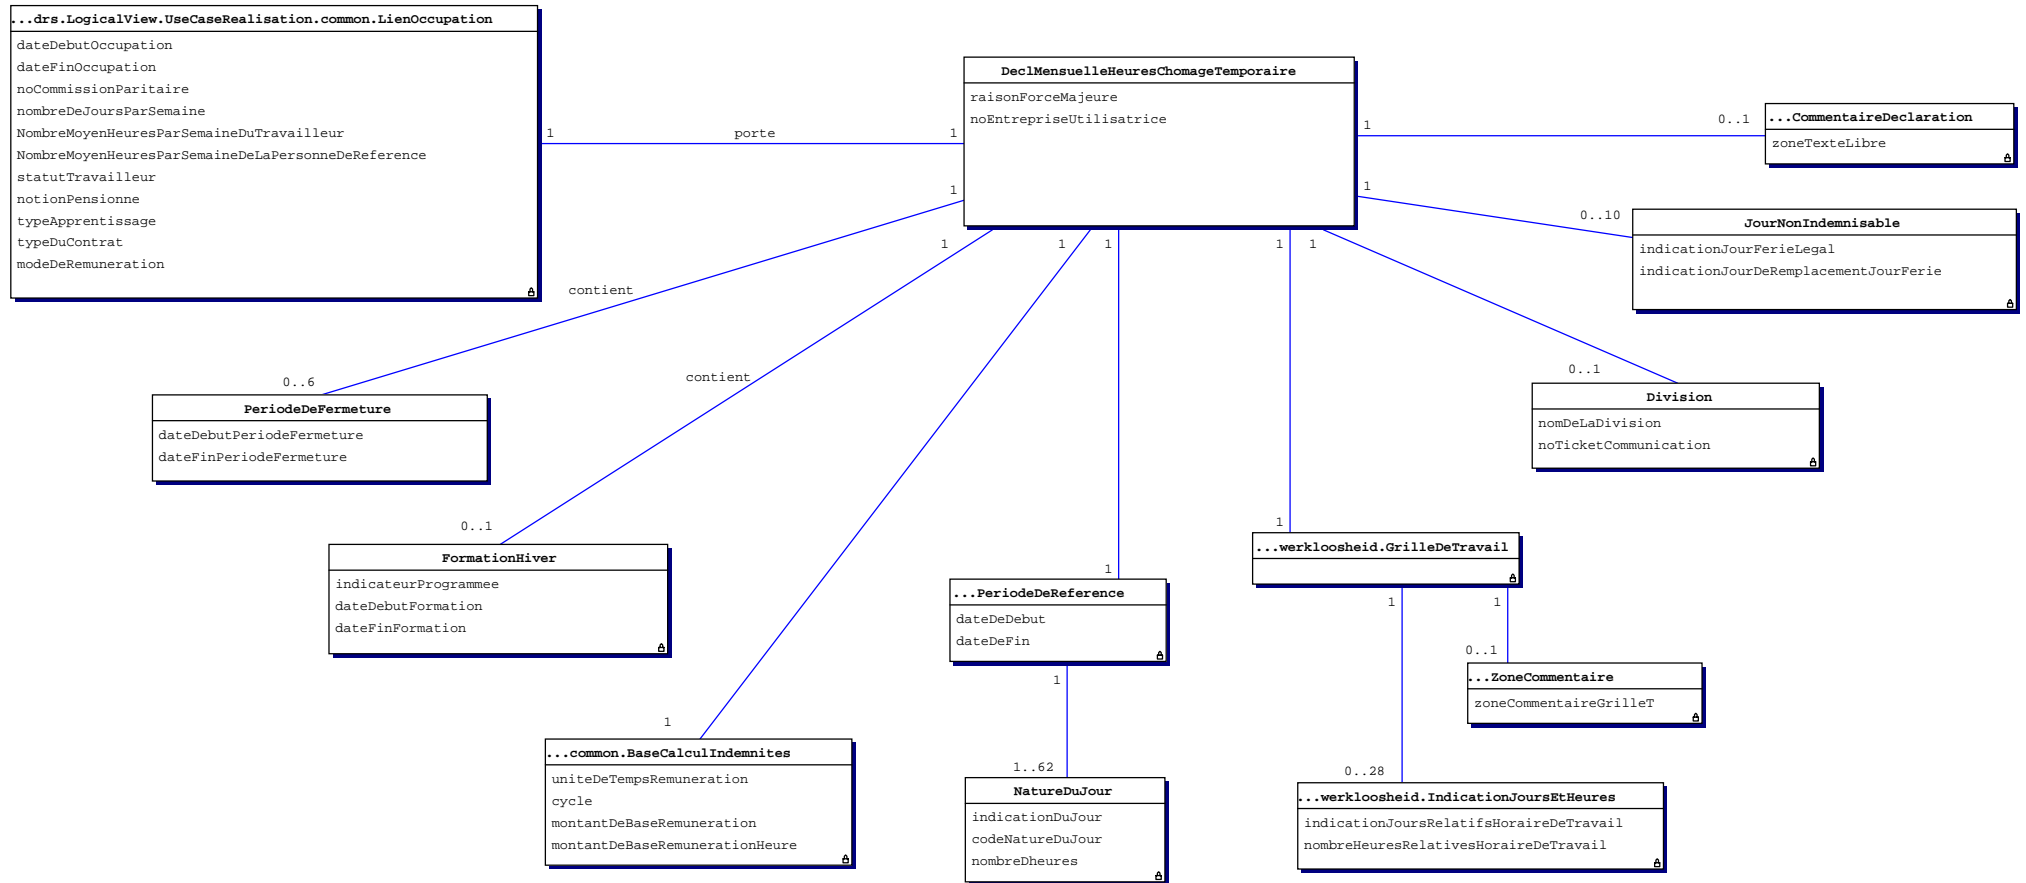 ...drs.LogicalView.UseCaseRealisation.common.LienOccupation
dateDebutOccupation
dateFinOccupation
noCommissionParitaire
nombreDeJoursParSemaine
NombreMoyenHeuresParSemaineDuTravailleur
NombreMoyenHeuresParSemaineDeLaPersonneDeReference
statutTravailleur
notionPensionne
typeApprentissage
typeDuContrat
modeDeRemuneration
1
porte
1
DeclMensuelleHeuresChomageTemporaire
raisonForceMajeure
noEntrepriseUtilisatrice
1
0..1
...CommentaireDeclaration
zoneTexteLibre
1
0..10
JourNonIndemnisable
indicationJourFerieLegal
indicationJourDeRemplacementJourFerie
1
contient
0..6
PeriodeDeFermeture
dateDebutPeriodeFermeture
dateFinPeriodeFermeture
1
contient
0..1
FormationHiver
indicateurProgrammee
dateDebutFormation
dateFinFormation
1
1
...common.BaseCalculIndemnites
uniteDeTempsRemuneration
cycle
montantDeBaseRemuneration
montantDeBaseRemunerationHeure
1
1
...PeriodeDeReference
dateDeDebut
dateDeFin
1
1..62
NatureDuJour
indicationDuJour
codeNatureDuJour
nombreDheures
1
1
...werkloosheid.GrilleDeTravail
1
0..28
...werkloosheid.IndicationJoursEtHeures
indicationJoursRelatifsHoraireDeTravail
nombreHeuresRelativesHoraireDeTravail
1
0..1
...ZoneCommentaire
zoneCommentaireGrilleT
1
0..1
Division
nomDeLaDivision
noTicketCommunication